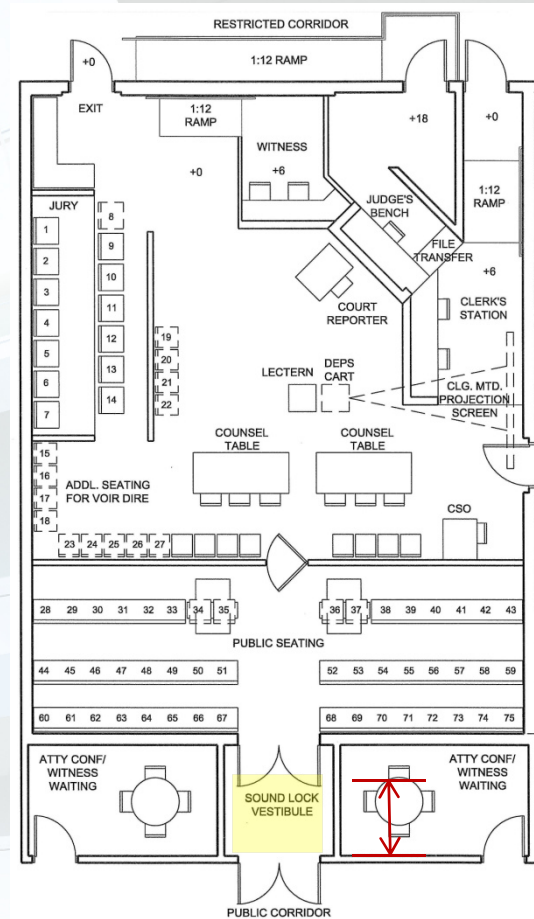 RESTRICTED CORRIDOR
+0
1:12 RAMP
EXIT
1:12
RAMP
+18
+0
WITNESS
+0
+6
JUDGE'S
BENCH
1:12
RAMP
JURY
8
1
9
FILE
TRANSFER
2
10
+6
3
11
COURT
REPORTER
CLERK'S
STATION
4
12
19
5
13
20
6
14
21
7
22
LECTERN
DEPS
CART
CLG. MTD.
PROJECTION
SCREEN
COUNSEL
TABLE
COUNSEL
TABLE
15
16
17
18
ADDL. SEATING
FOR VOIR DIRE
CSO
23 24 25 26 27
28 29 30 31 32 33 34 35 36 37 38 39 40 41 42 43
PUBLIC SEATING
44 45 46 47 48 49 50 51 52 53 54 55 56 57 58 59
60 61 62 63 64 65 66 67 68 69 70 71 72 73 74 75
ATTY CONF/
WITNESS
WAITING
SOUND LOCK
VESTIBULE
ATTY CONF/
WITNESS
WAITING
PUBLIC CORRIDOR